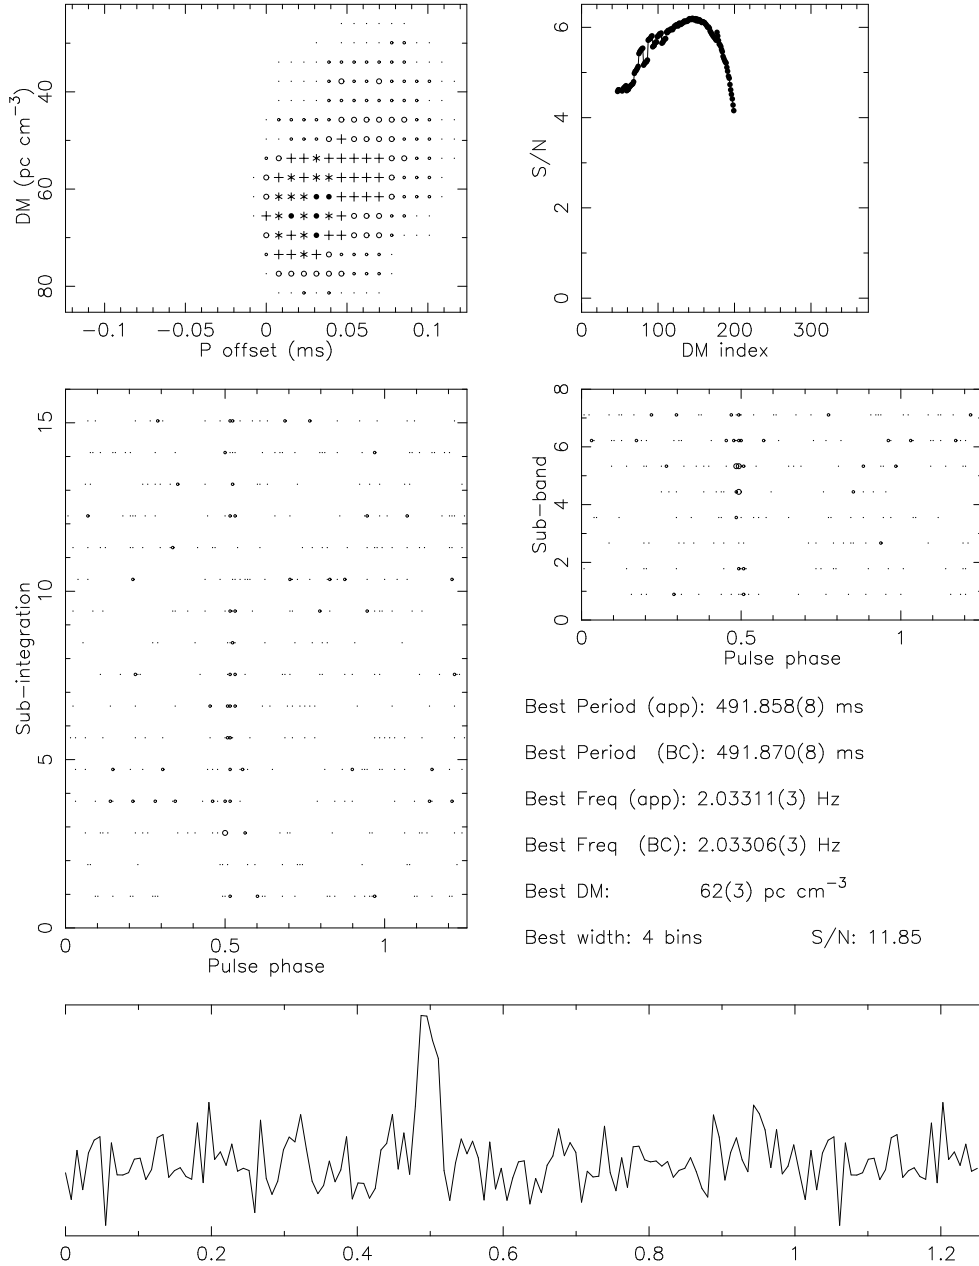 DM (pc cm−3)
40
60
80
−0.1
−0.05
0
0.05
0.1
P offset (ms)
S/N
6
4
2
0
0
100
200
300
DM index
Sub−integration
15
10
5
0
0
0.5
1
Pulse phase
Sub−band
8
6
4
2
0
0
0.5
1
Pulse phase
Best Period (app): 491.858(8) ms
Best Period (BC): 491.870(8) ms
Best Freq (app): 2.03311(3) Hz
Best Freq (BC): 2.03306(3) Hz
Best DM: 62(3) pc cm−3
Best width: 4 bins S/N: 11.85
0
0.2
0.4
0.6
0.8
1
1.2